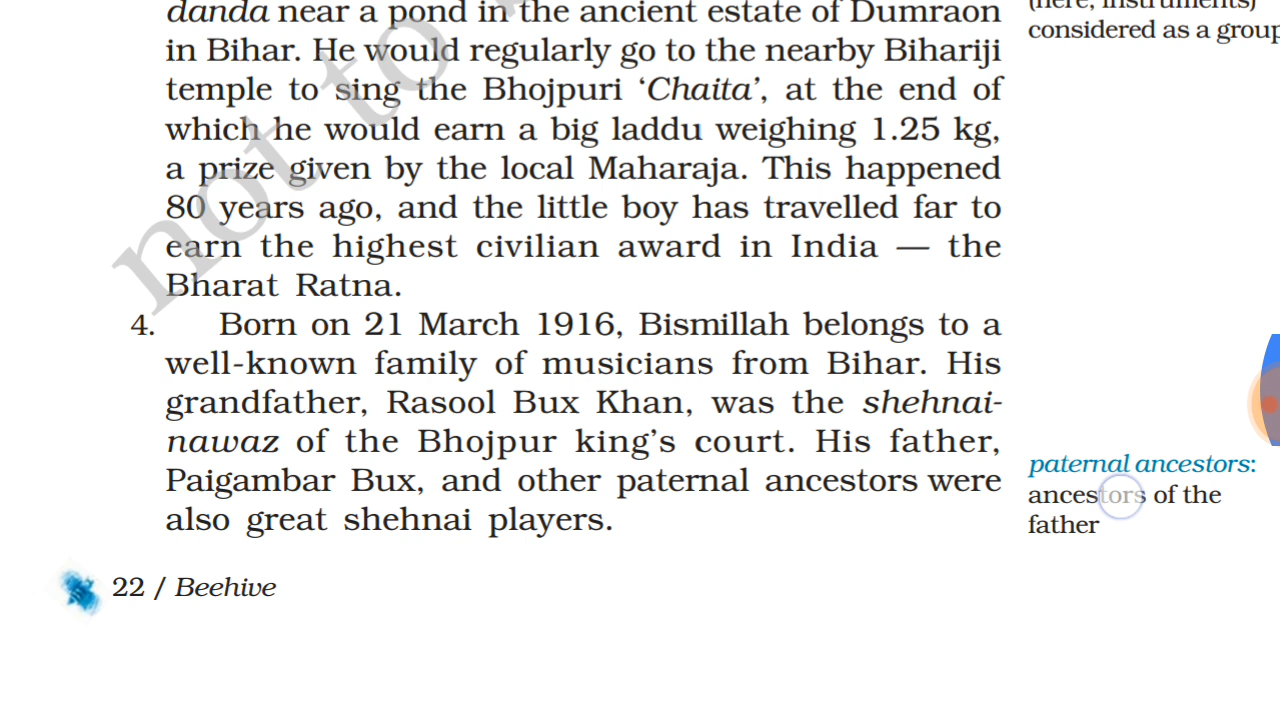 danda near a pond in the ancient estate of Dumraon
in Bihar. He would regularly go to the nearby Bihariji
temple to sing the Bhojpuri ‘Chaita’, at the end of
which he would earn a big laddu weighing 1.25 kg,
a prize given by the local Maharaja. This happened
80 years ago, and the little boy has travelled far to
earn the highest civilian award in India — the
Bharat Ratna.
4. Born on 21 March 1916, Bismillah belongs to a
well-known family of musicians from Bihar. His
grandfather, Rasool Bux Khan, was the shehnai-
nawaz of the Bhojpur king’s court. His father,
Paigambar Bux, and other paternal ancestors were
also great shehnai players.
(here, instruments)
considered as a group
paternal ancestors:
ancestors of the
father
22 / Beehive
not to